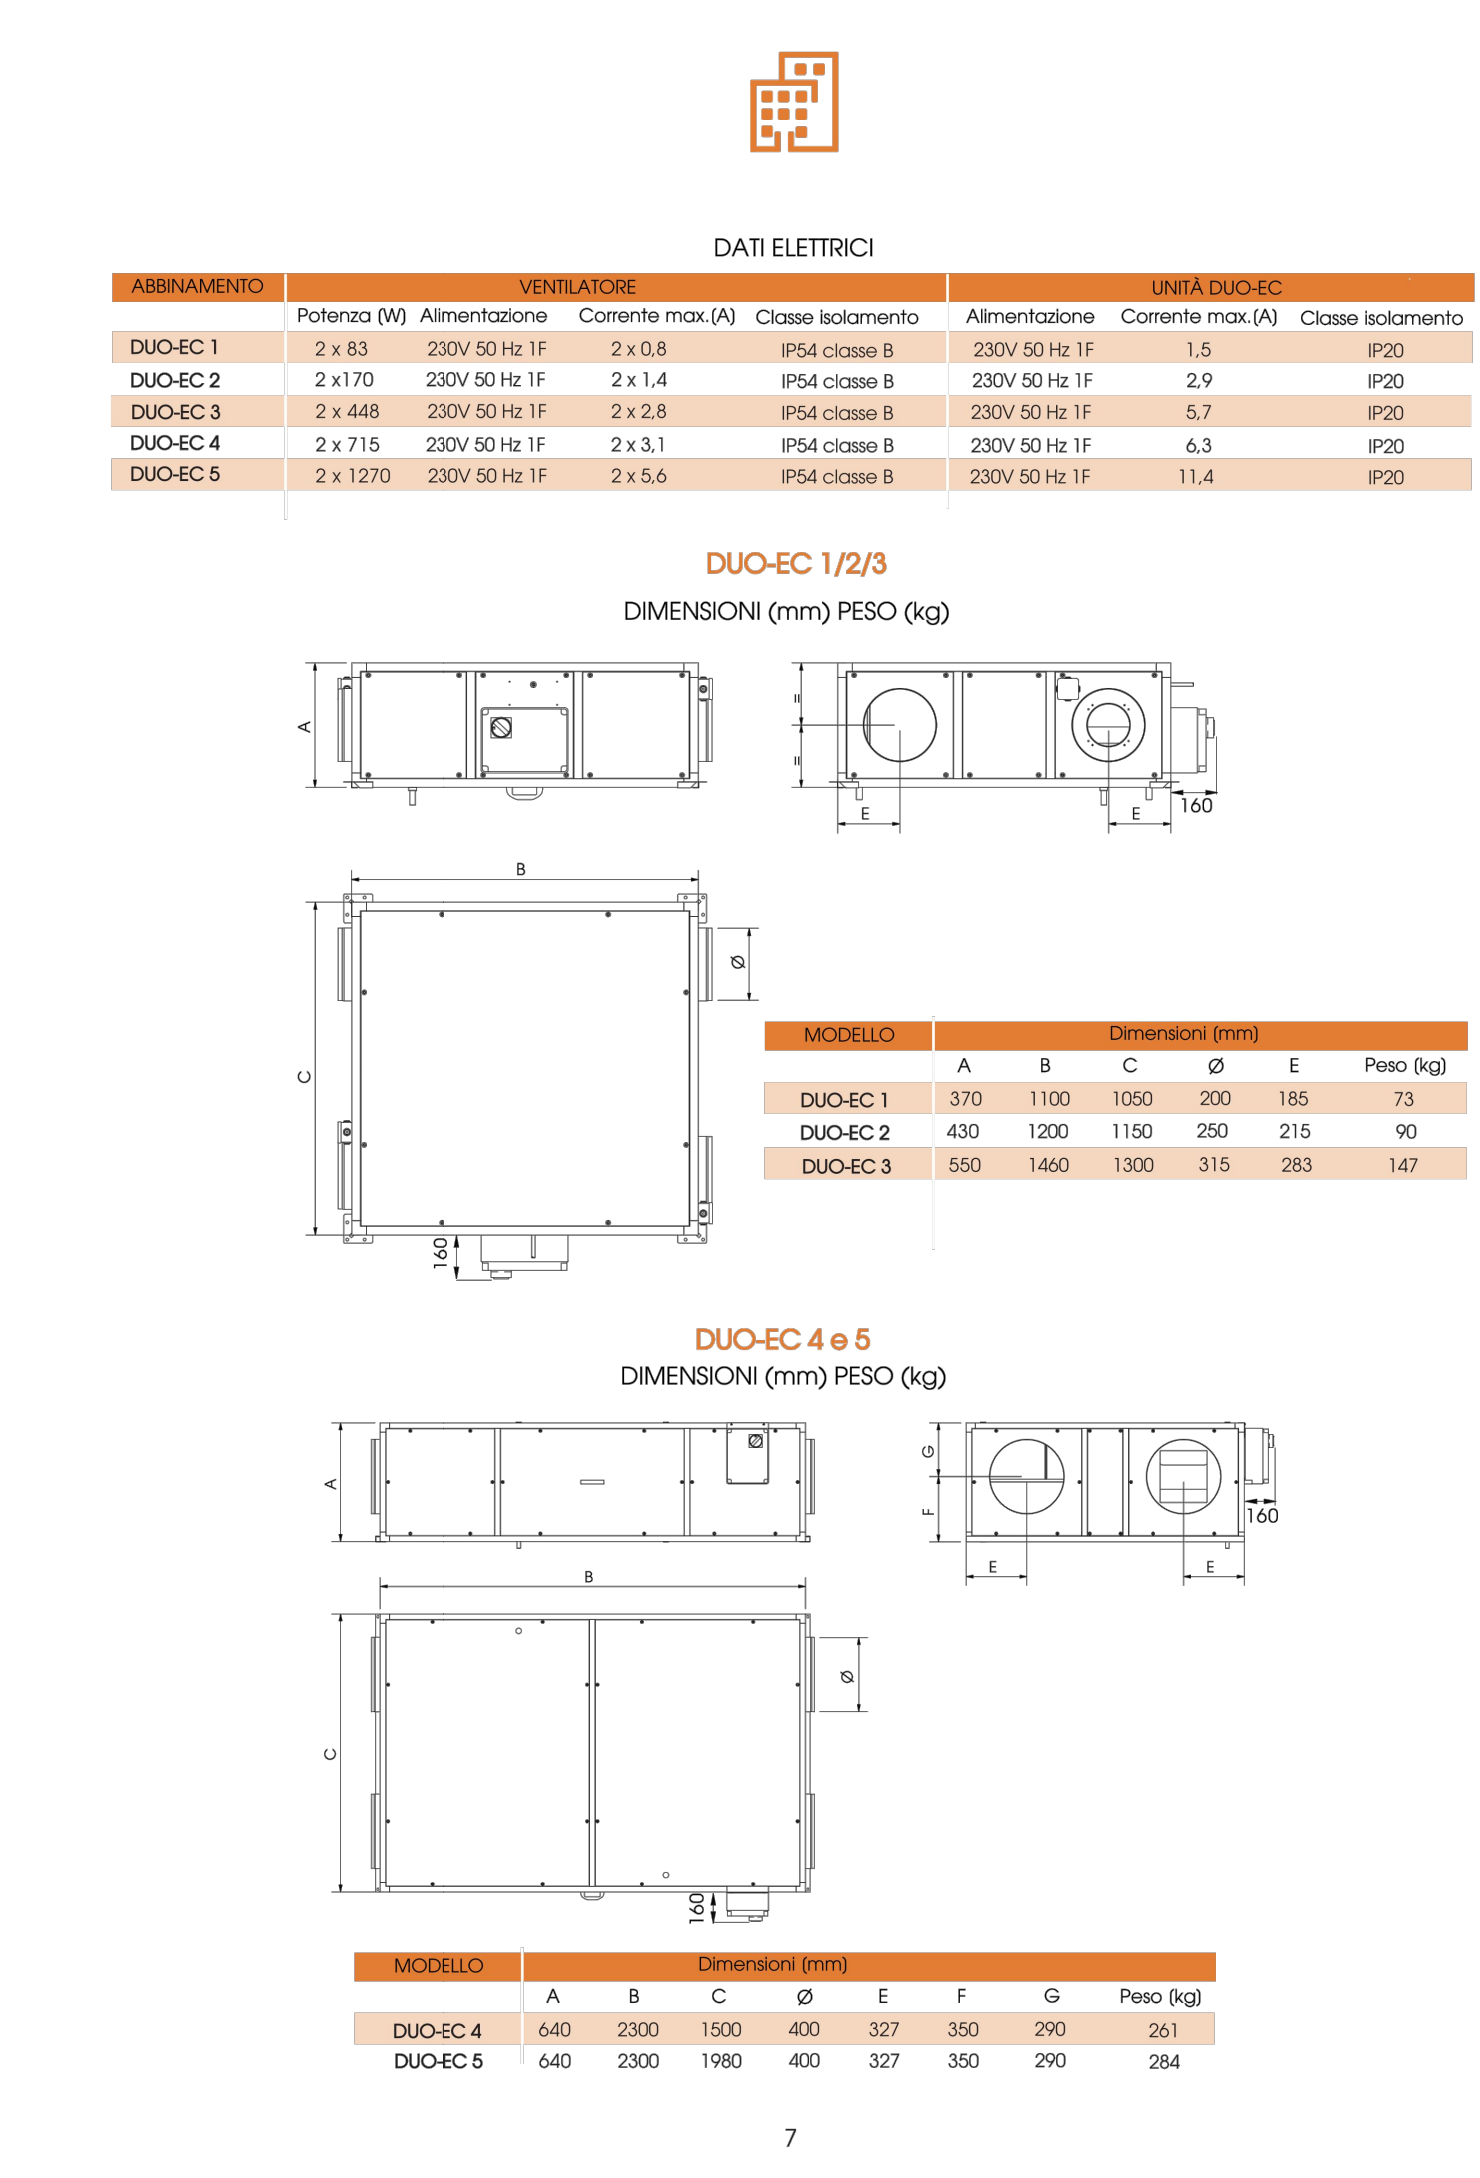 DATI ELETTRICI
ABBINAMENTO VENTILATORE UNITÀ DUO-EC
Potenza (W) Alimentazione Corrente max.(A) Classe isolamento Alimentazione Corrente max.(A) Classe isolamento
DUO-EC 1 2 x 83 230V 50 Hz 1F 2 x 0,8 IP54 classe B 230V 50 Hz 1F 1,5 IP20
DUO-EC 2 2 x170 230V 50 Hz 1F 2 x 1,4 IP54 classe B 230V 50 Hz 1F 2,9 IP20
DUO-EC 3 2 x 448 230V 50 Hz 1F 2 x 2,8 IP54 classe B 230V 50 Hz 1F 5,7 IP20
DUO-EC 4 2 x 715 230V 50 Hz 1F 2 x 3,1 IP54 classe B 230V 50 Hz 1F 6,3 IP20
DUO-EC 5 2 x 1270 230V 50 Hz 1F 2 x 5,6 IP54 classe B 230V 50 Hz 1F 11,4 IP20
DUO-EC 1/2/3
DIMENSIONI (mm) PESO (kg)
A = =
E E 160
B
Ø
C
160
MODELLO Dimensioni (mm)
A B C Ø E Peso (kg)
DUO-EC 1 370 1100 1050 200 185 73
DUO-EC 2 430 1200 1150 250 215 90
DUO-EC 3 550 1460 1300 315 283 147
DUO-EC 4 e 5
DIMENSIONI (mm) PESO (kg)
A G F
160
E E
B
Ø
C
160
MODELLO Dimensioni (mm)
A B C Ø E F G Peso (kg)
DUO-EC 4 640 2300 1500 400 327 350 290 261
DUO-EC 5 640 2300 1980 400 327 350 290 284
7